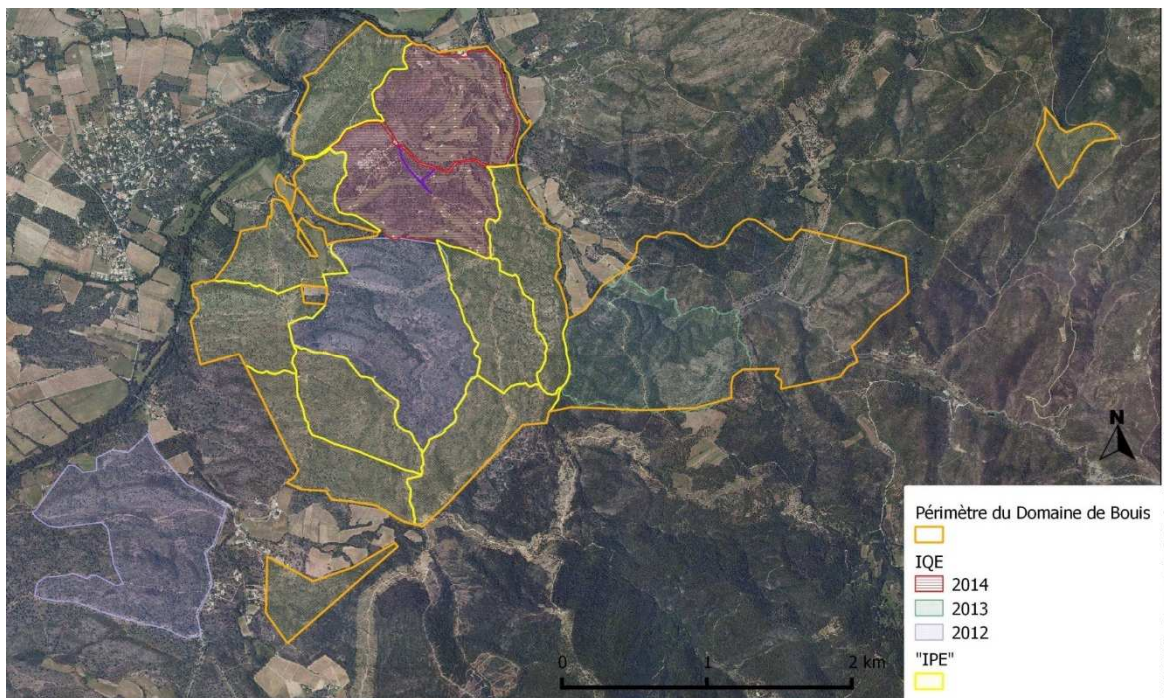 N
Périmètre du Domaine de Bouis
IQE
2014
2013
2012
"IPE"
0 1 2 km